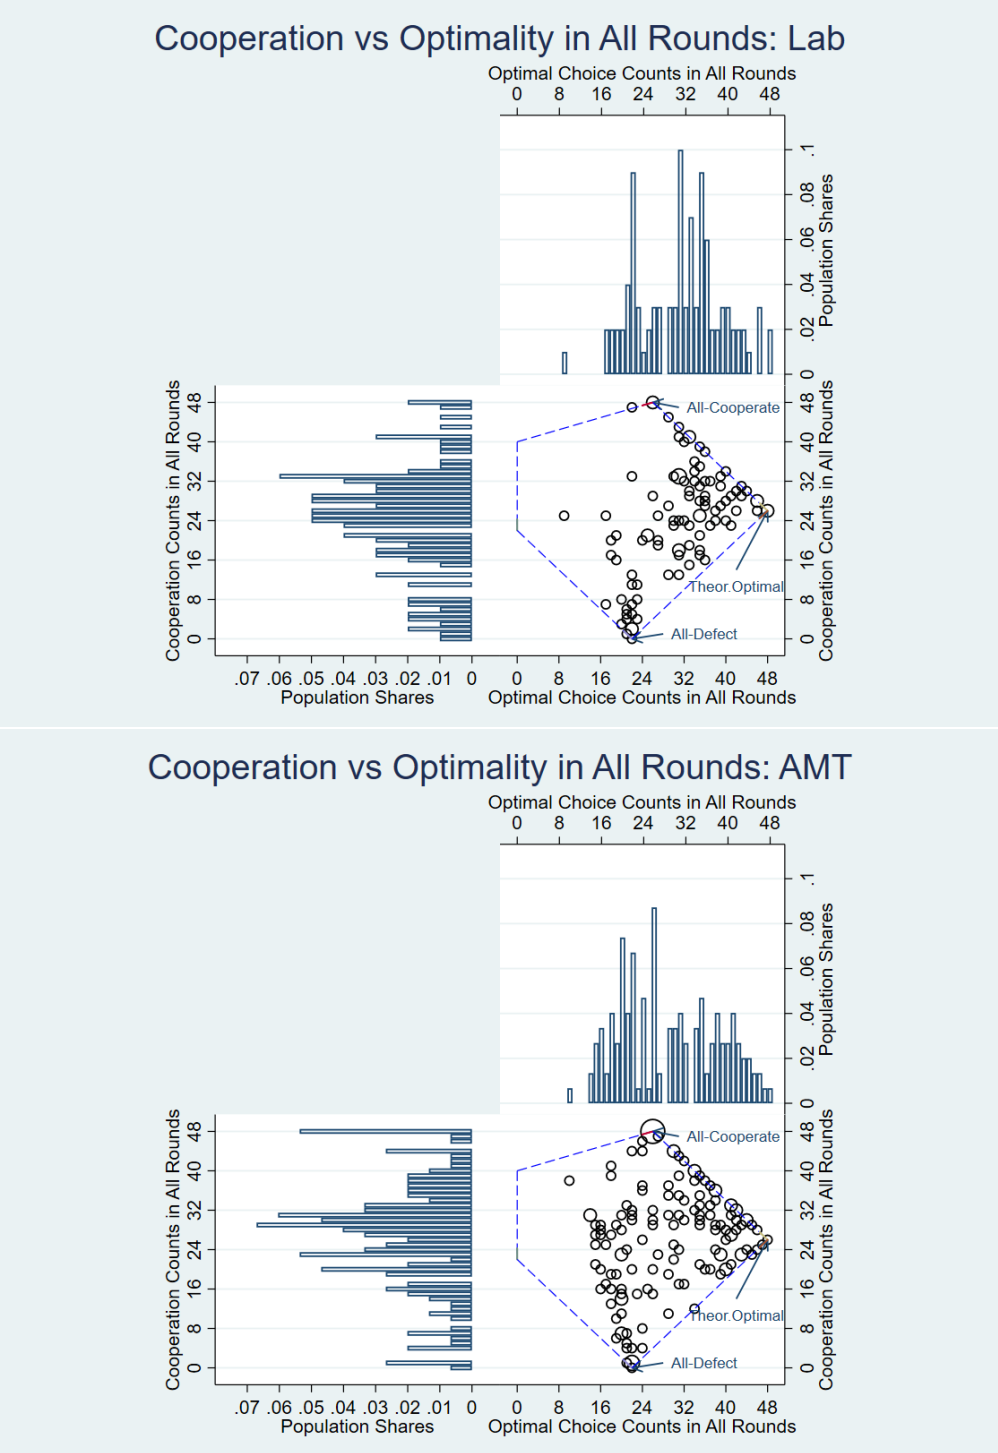 Cooperation vs Optimality in All Rounds: Lab
Optimal Choice Counts in All Rounds
0 8 16 24 32 40 48
.1
.08
.06
.04
.02
0
Population Shares
Cooperation Counts in All Rounds
48
40
32
24
16
8
0
All-Cooperate
Theor.Optimal
All-Defect
48
40
32
24
16
8
0
Cooperation Counts in All Rounds
.07 .06 .05 .04 .03 .02 .01 0
Population Shares
0 8 16 24 32 40 48
Optimal Choice Counts in All Rounds
Cooperation vs Optimality in All Rounds: AMT
Optimal Choice Counts in All Rounds
0 8 16 24 32 40 48
.1
.08
.06
.04
.02
0
Population Shares
Cooperation Counts in All Rounds
48
40
32
24
16
8
0
All-Cooperate
Theor.Optimal
All-Defect
48
40
32
24
16
8
0
Cooperation Counts in All Rounds
.07 .06 .05 .04 .03 .02 .01 0
Population Shares
0 8 16 24 32 40 48
Optimal Choice Counts in All Rounds